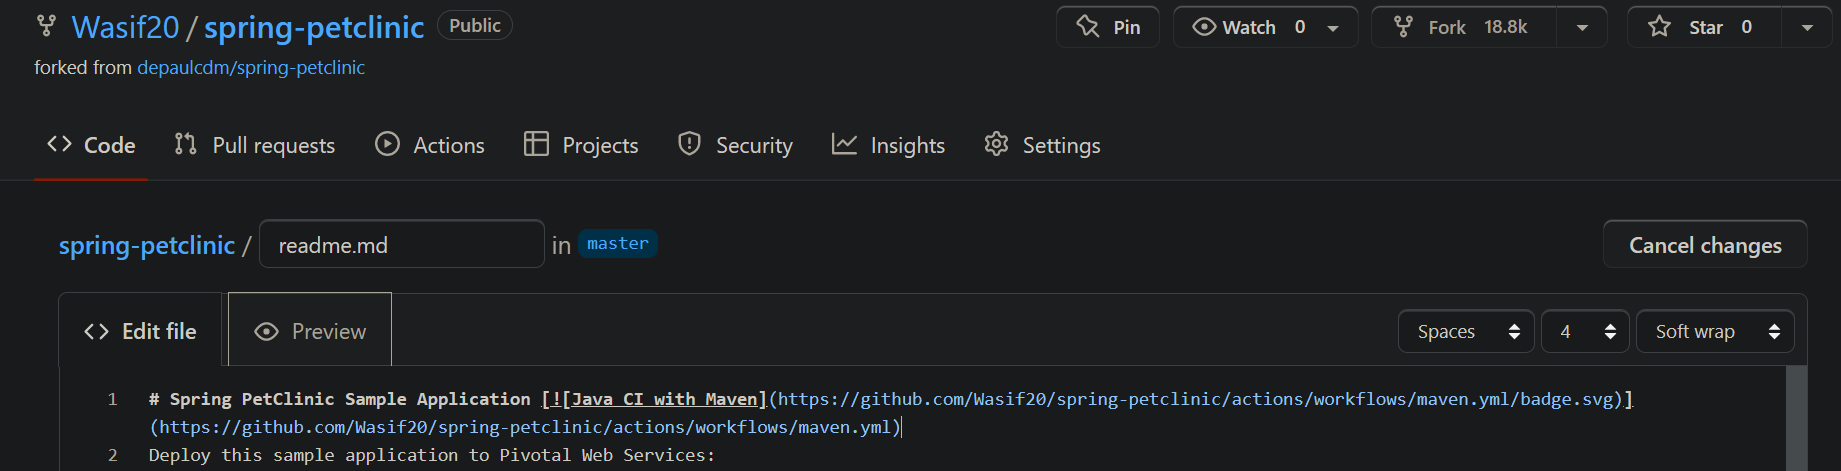 Wasif20 / spring-petclinic Public Pin Watch 0 Fork 18.8k Star 0
forked from depaulcdm/spring-petclinic
Code Pull requests Actions Projects Security Insights Settings
spring-petclinic / readme.md in master Cancel changes
Edit file Preview Spaces 4 Soft wrap
1 # Spring PetClinic Sample Application [![Java CI with Maven](https://github.com/Wasif20/spring-petclinic/actions/workflows/maven.yml/badge.svg)]
(https://github.com/Wasif20/spring-petclinic/actions/workflows/maven.yml)
2 Deploy this sample application to Pivotal Web Services: